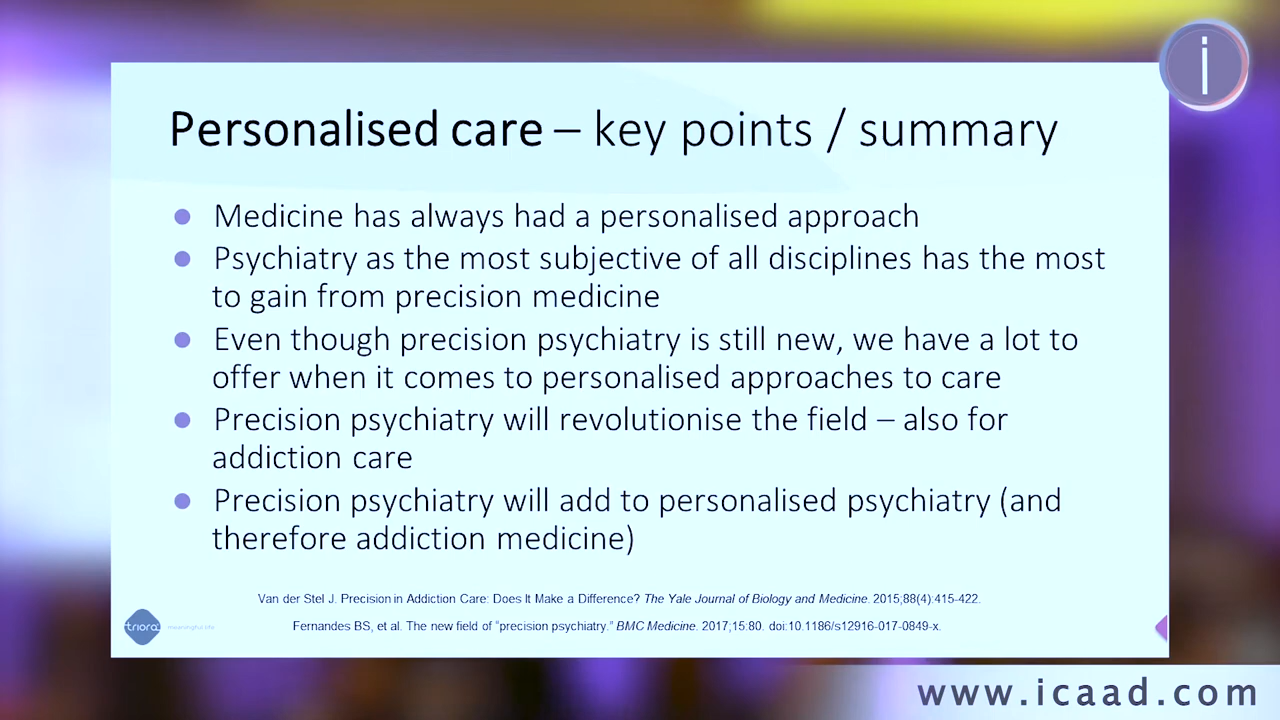 i
Personalised care – key points / summary
Medicine has always had a personalised approach
Psychiatry as the most subjective of all disciplines has the most
to gain from precision medicine
Even though precision psychiatry is still new, we have a lot to
offer when it comes to personalised approaches to care
Precision psychiatry will revolutionise the field – also for
addiction care
Precision psychiatry will add to personalised psychiatry (and
therefore addiction medicine)
Van der Stel J. Precision in Addiction Care: Does It Make a Difference? The Yale Journal of Biology and Medicine. 2015;88(4):415-422.
Fernandes BS, et al. The new field of “precision psychiatry.” BMC Medicine. 2017;15:80. doi:10.1186/s12916-017-0849-x.
triora meaningful life
www.icaad.com